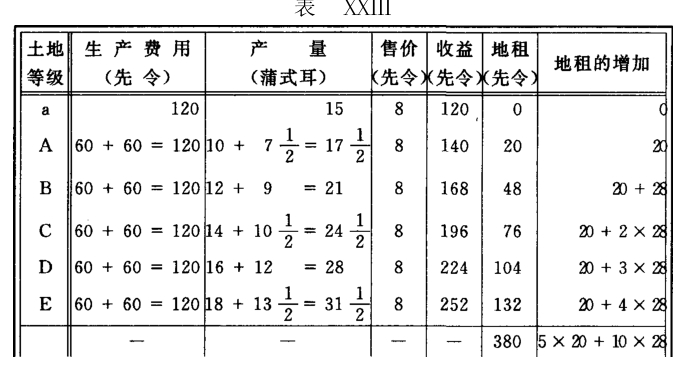 表 XXIII
土地等级 生产费用（先令） 产量（蒲式耳） 售价（先令） 收益（先令） 地租（先令） 地租的增加
a 120 15 8 120 0 0
A 60 + 60 = 120 10 + 7 1/2 = 17 1/2 8 140 20 20
B 60 + 60 = 120 12 + 9 = 21 8 168 48 20 + 28
C 60 + 60 = 120 14 + 10 1/2 = 24 1/2 8 196 76 20 + 2 × 28
D 60 + 60 = 120 16 + 12 = 28 8 224 104 20 + 3 × 28
E 60 + 60 = 120 18 + 13 1/2 = 31 1/2 8 252 132 20 + 4 × 28
— — — — 380 5 × 20 + 10 × 28